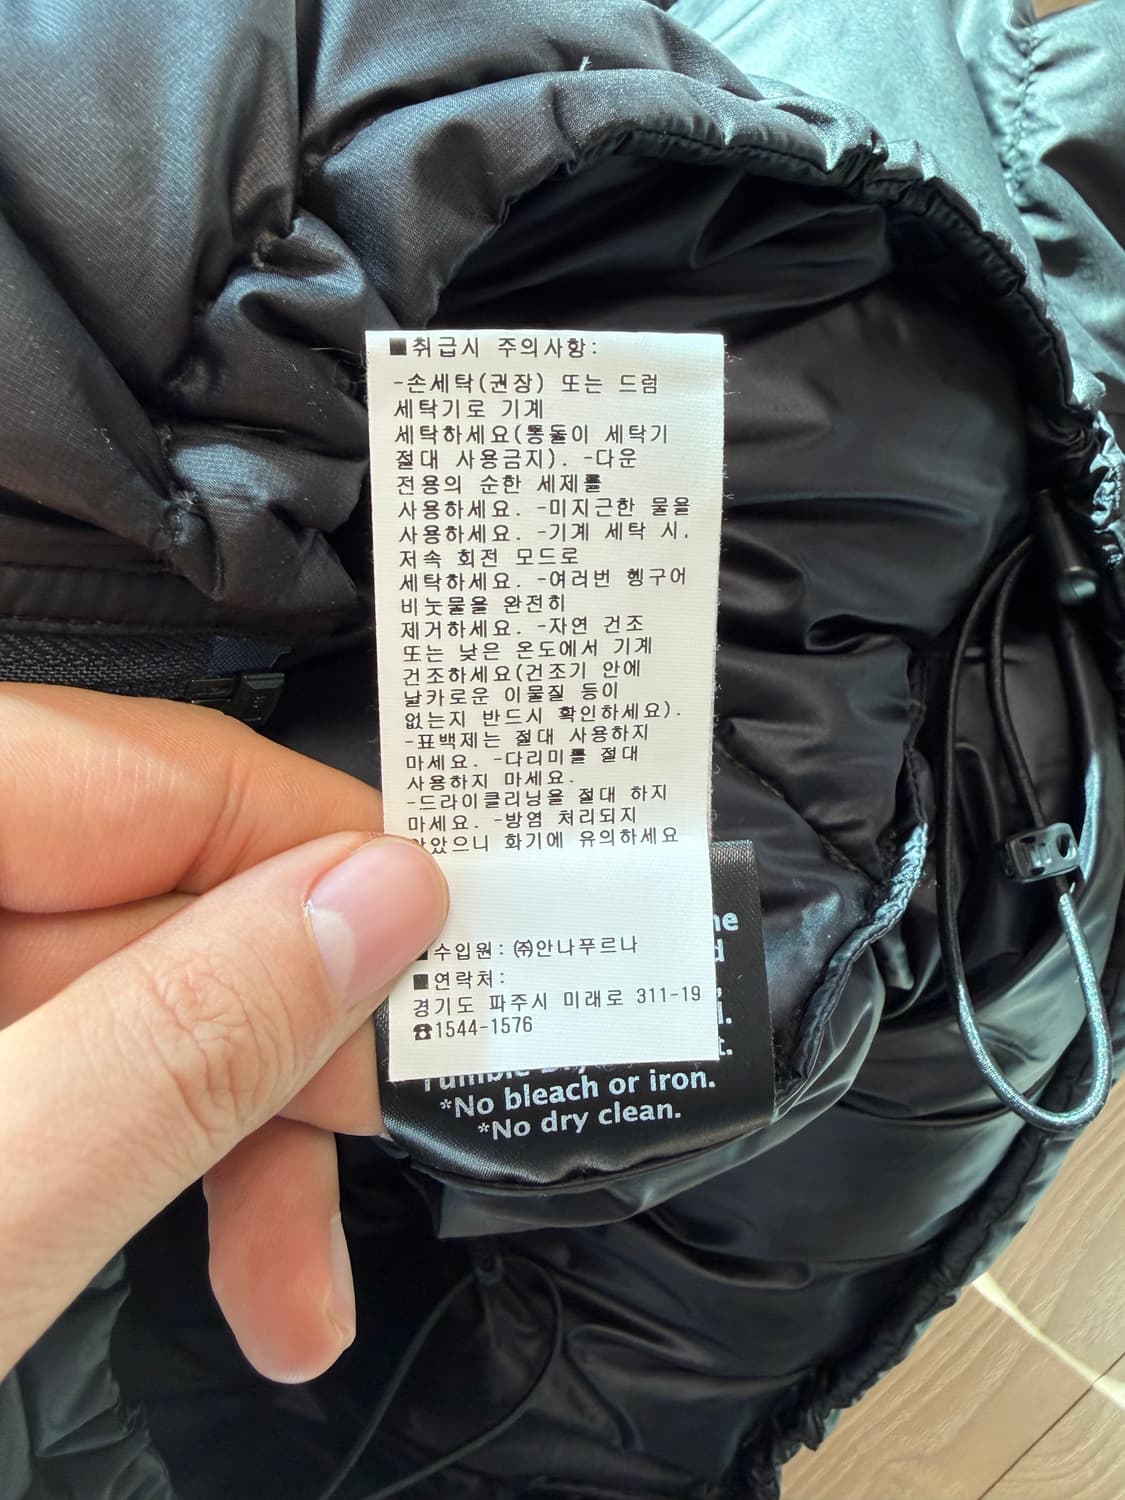 ■취급시 주의사항:
-손세탁(권장) 또는 드럼
세탁기로 기계
세탁하세요(통돌이 세탁기
절대 사용금지). -다운
전용의 순한 세제를
사용하세요. -미지근한 물을
사용하세요. -기계 세탁 시,
저속 회전 모드로
세탁하세요. -여러번 헹구어
비눗물을 완전히
제거하세요. -자연 건조
또는 낮은 온도에서 기계
건조하세요(건조기 안에
날카로운 이물질 등이
없는지 반드시 확인하세요).
-표백제는 절대 사용하지
마세요. -다리미를 절대
사용하지 마세요.
-드라이클리닝을 절대 하지
마세요. -방염 처리되지
않았으니 화기에 유의하세요
■수입원: ㈜안나푸르나
■연락처:
경기도 파주시 미래로 311-19
☎1544-1576
*No bleach or iron.
*No dry clean.